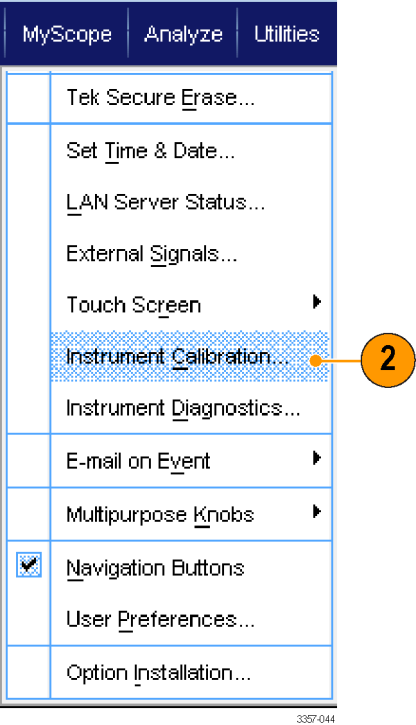 MyScope Analyze Utilities
Tek Secure Erase...
Set Time & Date...
LAN Server Status...
External Signals...
Touch Screen
Instrument Calibration...
2
Instrument Diagnostics...
E-mail on Event
Multipurpose Knobs
Navigation Buttons
User Preferences...
Option Installation...
3357-044